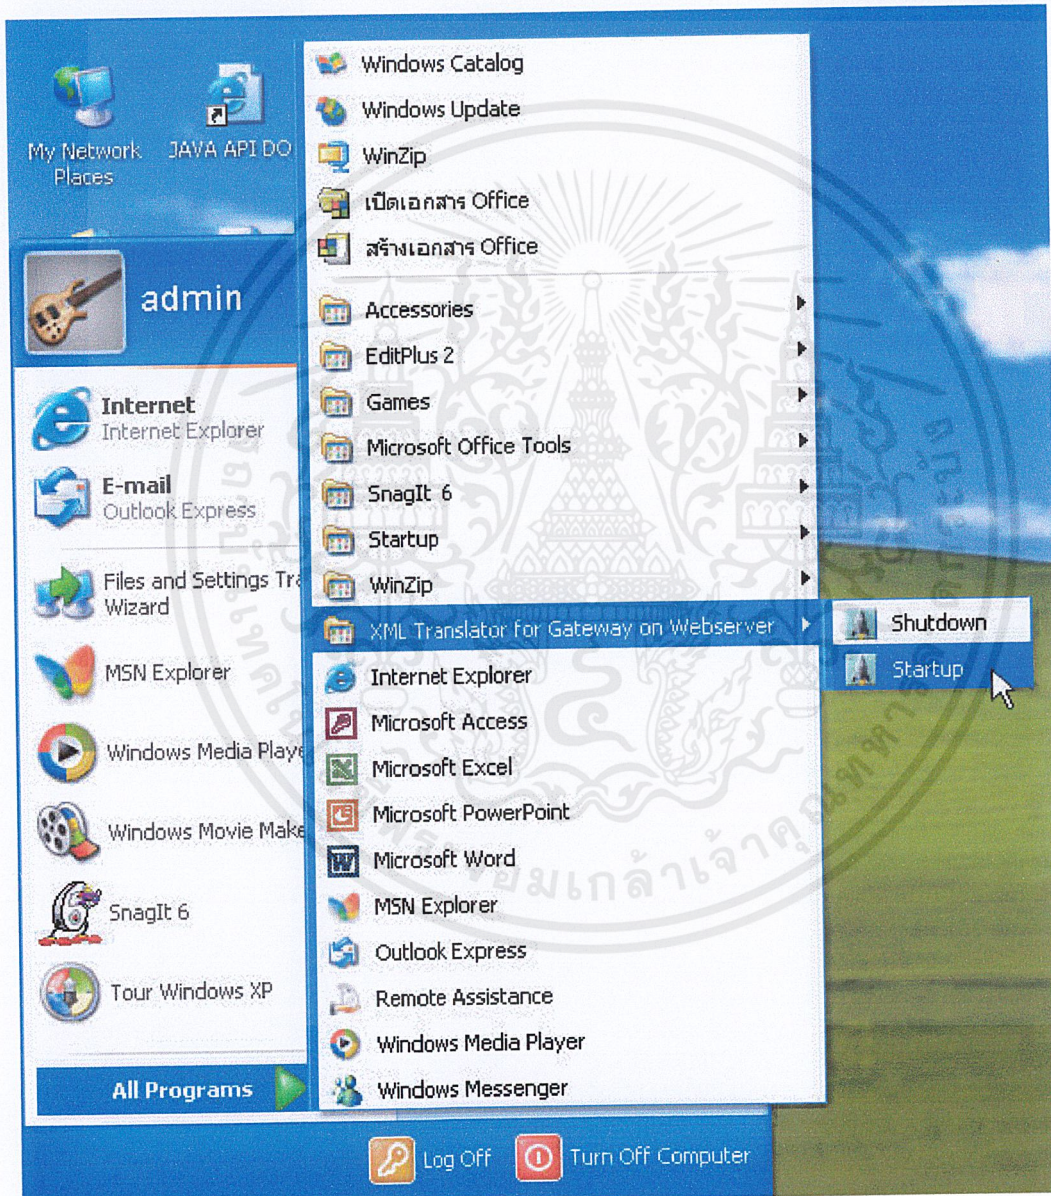 My Network
Places
JAVA API DO
admin
Internet
Internet Explorer
E-mail
Outlook Express
Files and Settings Tra
Wizard
MSN Explorer
Windows Media Playe
Windows Movie Make
SnagIt 6
Tour Windows XP
All Programs
Windows Catalog
Windows Update
WinZip
เปิดเอกสาร Office
สร้างเอกสาร Office
Accessories
EditPlus 2
Games
Microsoft Office Tools
SnagIt 6
Startup
WinZip
XML Translator for Gateway on Webserver
Internet Explorer
Microsoft Access
Microsoft Excel
Microsoft PowerPoint
Microsoft Word
MSN Explorer
Outlook Express
Remote Assistance
Windows Media Player
Windows Messenger
Shutdown
Startup
Log Off
Turn Off Computer